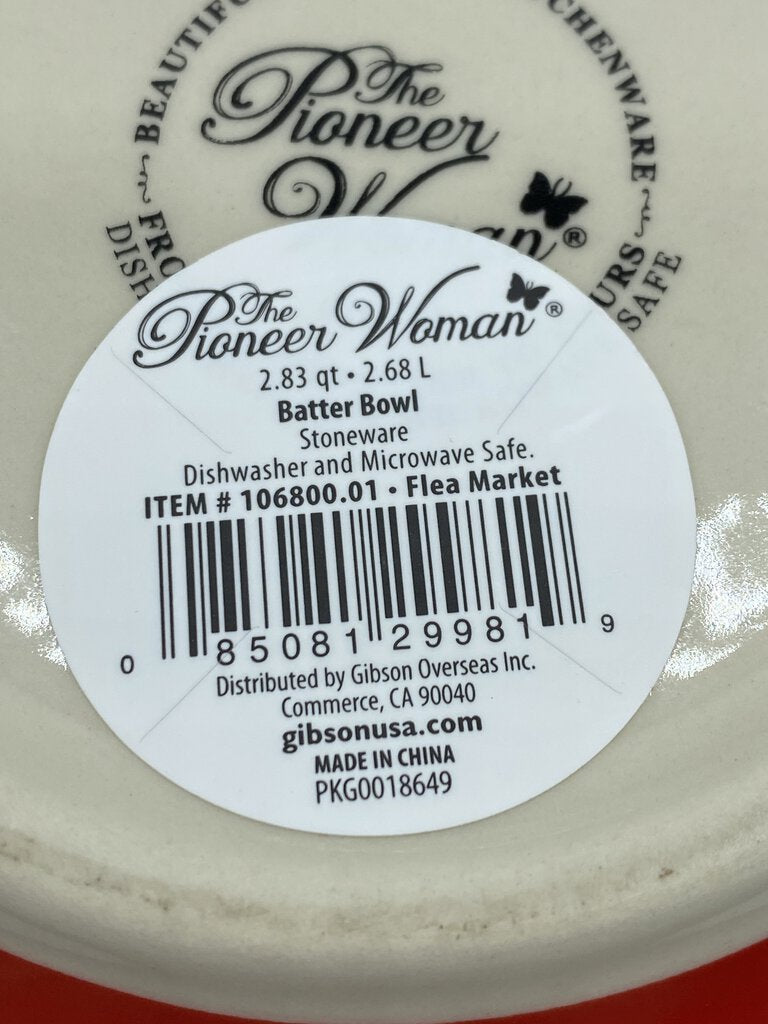 BEAUTIFU
CHENWARE
The
Pioneer
W an®
FRO
URS
DISH
SAFE
The
Pioneer Woman®
2.83 qt • 2.68 L
Batter Bowl
Stoneware
Dishwasher and Microwave Safe.
ITEM # 106800.01 • Flea Market
0 85081 29981 9
Distributed by Gibson Overseas Inc.
Commerce, CA 90040
gibsonusa.com
MADE IN CHINA
PKG0018649